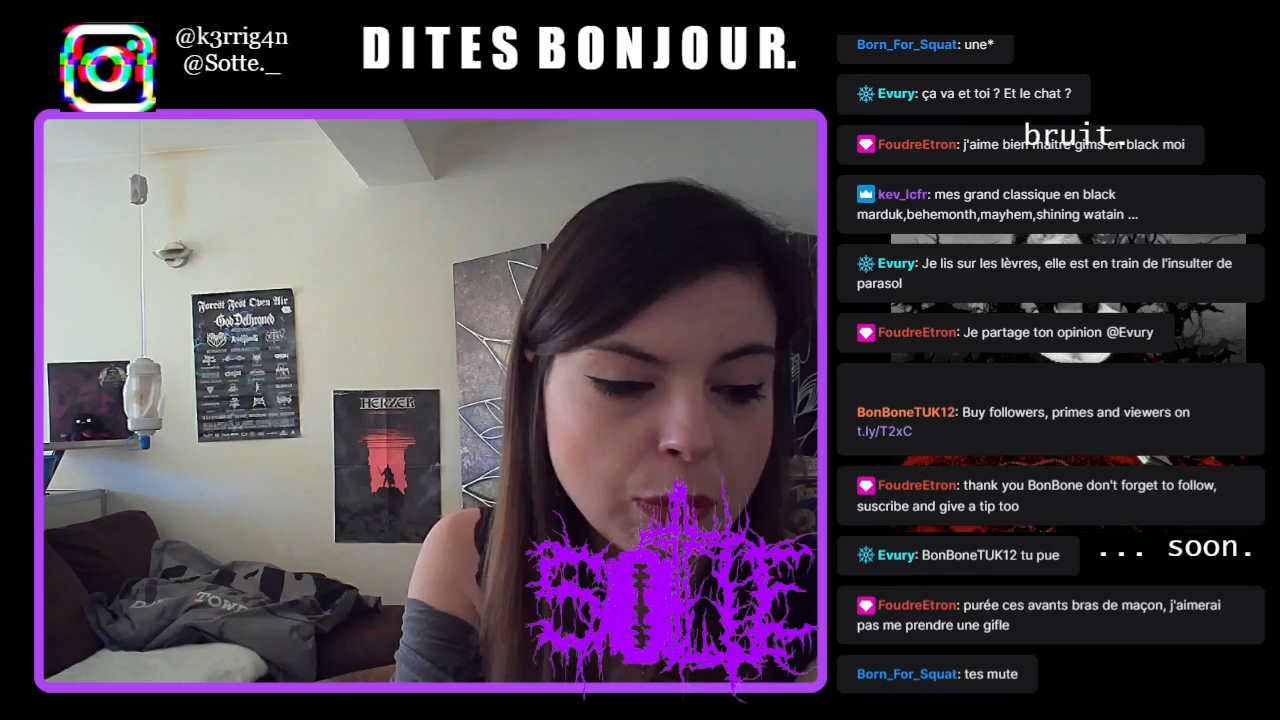 @k3rrig4n
@Sotte._
DITES BONJOUR.
Forest Fest Open Air
God Dethroned
HERZER
TOWN
SOTTE
Born_For_Squat: une*
Evury: ça va et toi ? Et le chat ?
bruit.
FoudreEtron: j'aime bien maitre gims en black moi
kev_lcfr: mes grand classique en black
marduk,behemonth,mayhem,shining watain ...
Evury: Je lis sur les lèvres, elle est en train de l'insulter de
parasol
FoudreEtron: Je partage ton opinion @Evury
BonBoneTUK12: Buy followers, primes and viewers on
t.ly/T2xC
FoudreEtron: thank you BonBone don't forget to follow,
suscribe and give a tip too
Evury: BonBoneTUK12 tu pue
... soon.
FoudreEtron: purée ces avants bras de maçon, j'aimerai
pas me prendre une gifle
Born_For_Squat: tes mute